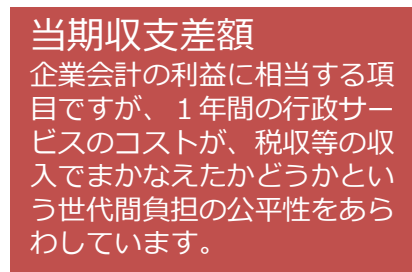 当期収支差額
企業会計の利益に相当する項
目ですが、１年間の行政サー
ビスのコストが、税収等の収
入でまかなえたかどうかとい
う世代間負担の公平性をあら
わしています。